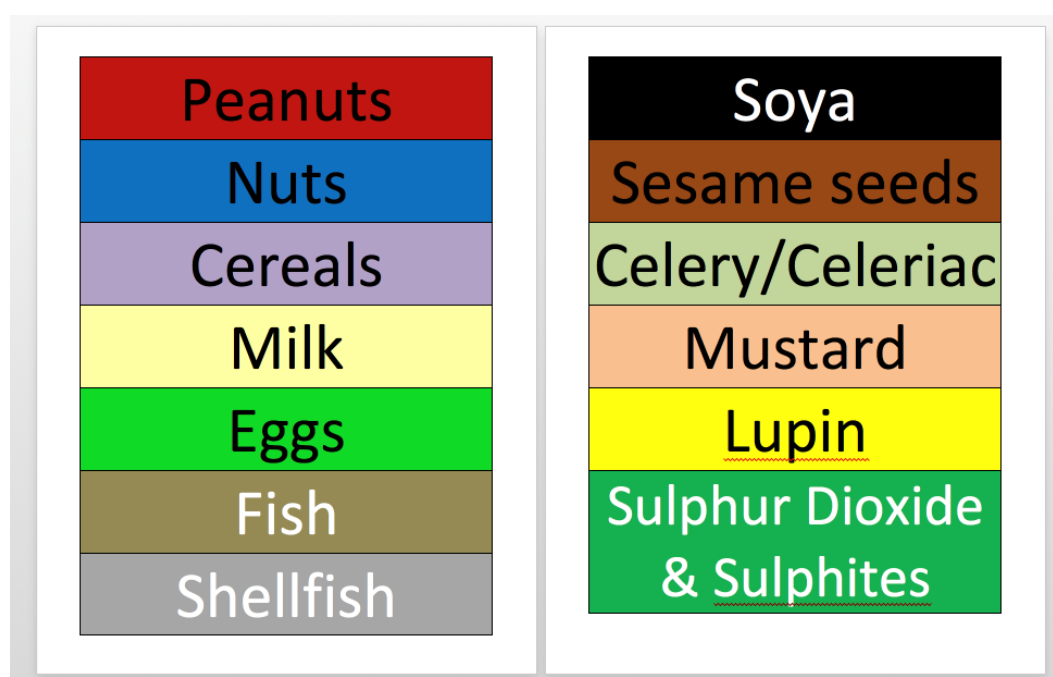 Peanuts
Nuts
Cereals
Milk
Eggs
Fish
Shellfish
Soya
Sesame seeds
Celery/Celeriac
Mustard
Lupin
Sulphur Dioxide
& Sulphites